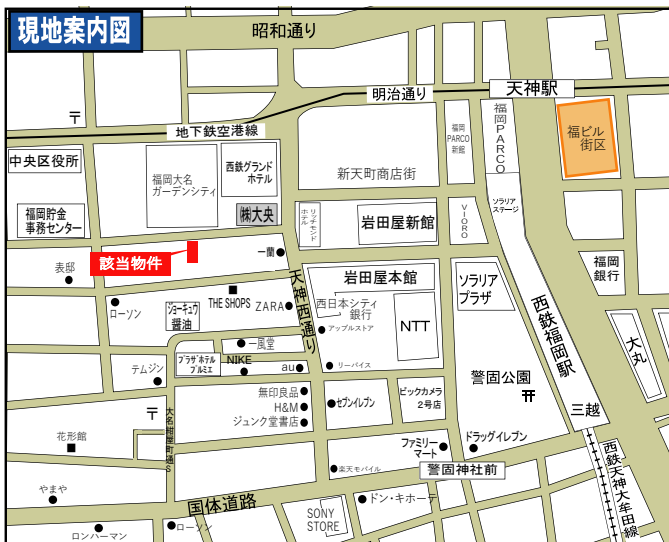 現地案内図
昭和通り
天神駅
明治通り
〒
地下鉄空港線
福岡
PARCO
新館
福岡PARCO
福ビル
街区
中央区役所
福岡大名
ガーデンシティ
西鉄グランド
ホテル
新天町商店街
㈱大央
リッチモンド
ホテル
岩田屋新館
VIORO
ソラリア
ステージ
福岡貯金
事務センター
該当物件
一蘭
表邸
岩田屋本館
ソラリア
プラザ
福岡
銀行
西鉄福岡駅
天神西通り
ローソン
THE SHOPS
ZARA
ジョーキュウ
醤油
西日本シティ
銀行
NTT
アップルストア
大丸
一風堂
プラザホテル
プルミエ
NIKE
au
リーバイス
テムジン
警固公園
無印良品
H&M
ジュンク堂書店
セブンイレブン
ビックカメラ
2号店
三越
〒
大名紺屋町通S
花形館
ファミリー
マート
ドラッグイレブン
楽天モバイル
警固神社前
西鉄天神大牟田線
やまや
国体道路
ドン・キホーテ
SONY
STORE
ローソン
ロンハーマン